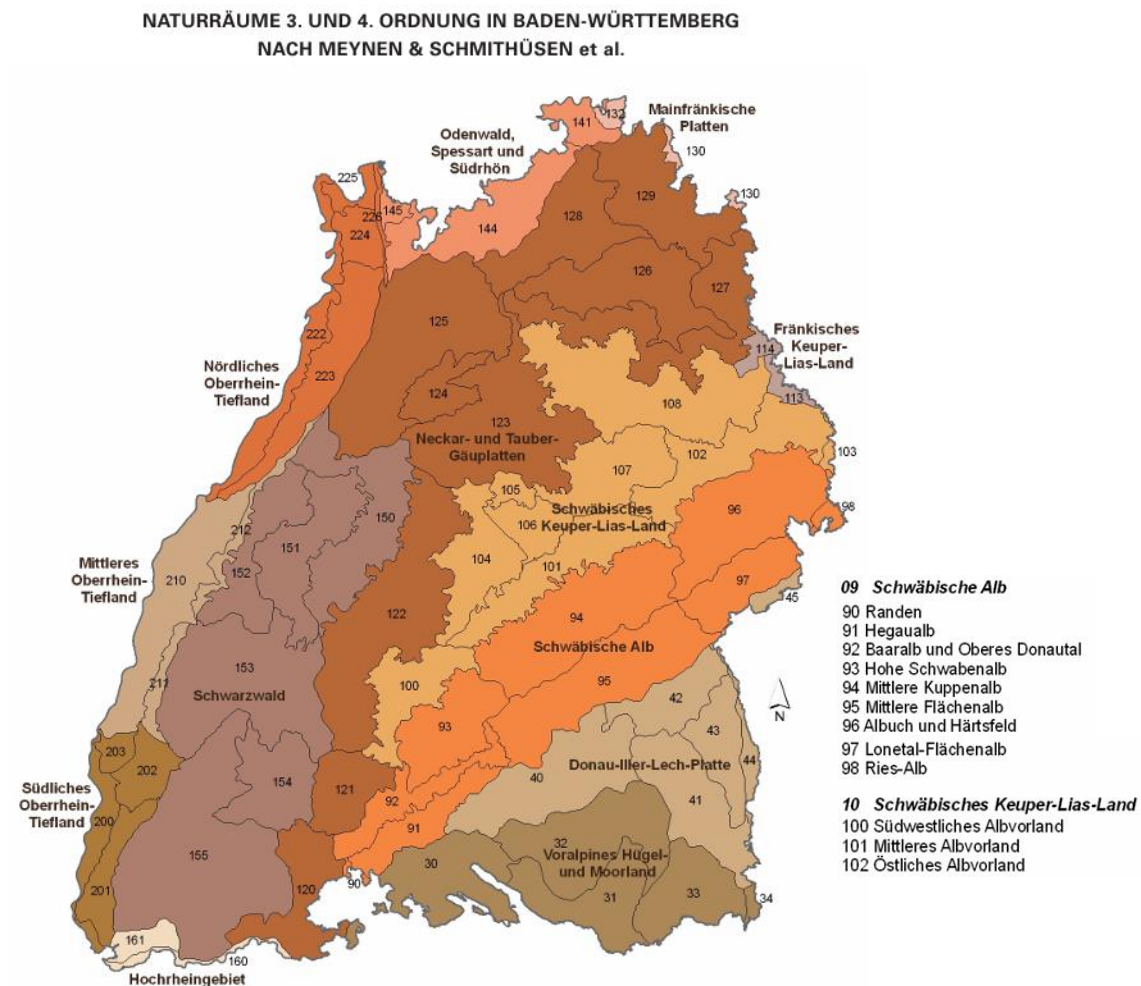 NATURRÄUME 3. UND 4. ORDNUNG IN BADEN-WÜRTTEMBERG
NACH MEYNEN & SCHMITHÜSEN et al.
Mainfränkische
Platten
Odenwald,
Spessart und
Südrhön
141
132
130
130
225
226
145
224
144
128
129
126
127
125
222
223
Nördliches
Oberrhein-
Tiefland
Fränkisches
Keuper-
Lias-Land
114
113
124
123
Neckar- und Tauber-
Gäuplatten
108
107
102
103
105
106
Schwäbisches
Keuper-Lias-Land
96
98
150
212
151
152
104
101
97
45
Mittleres
Oberrhein-
Tiefland
210
211
122
94
Schwäbische Alb
95
153
Schwarzwald
100
93
42
43
44
N
203
202
Südliches
Oberrhein-
Tiefland
200
201
154
121
92
91
40
Donau-Iller-Lech-Platte
41
155
120
90
30
32
Voralpines Hügel-
und Moorland
31
33
34
161
160
Hochrheingebiet
09 Schwäbische Alb
90 Randen
91 Hegaualb
92 Baaralb und Oberes Donautal
93 Hohe Schwabenalb
94 Mittlere Kuppenalb
95 Mittlere Flächenalb
96 Albuch und Härtsfeld
97 Lonetal-Flächenalb
98 Ries-Alb
10 Schwäbisches Keuper-Lias-Land
100 Südwestliches Albvorland
101 Mittleres Albvorland
102 Östliches Albvorland